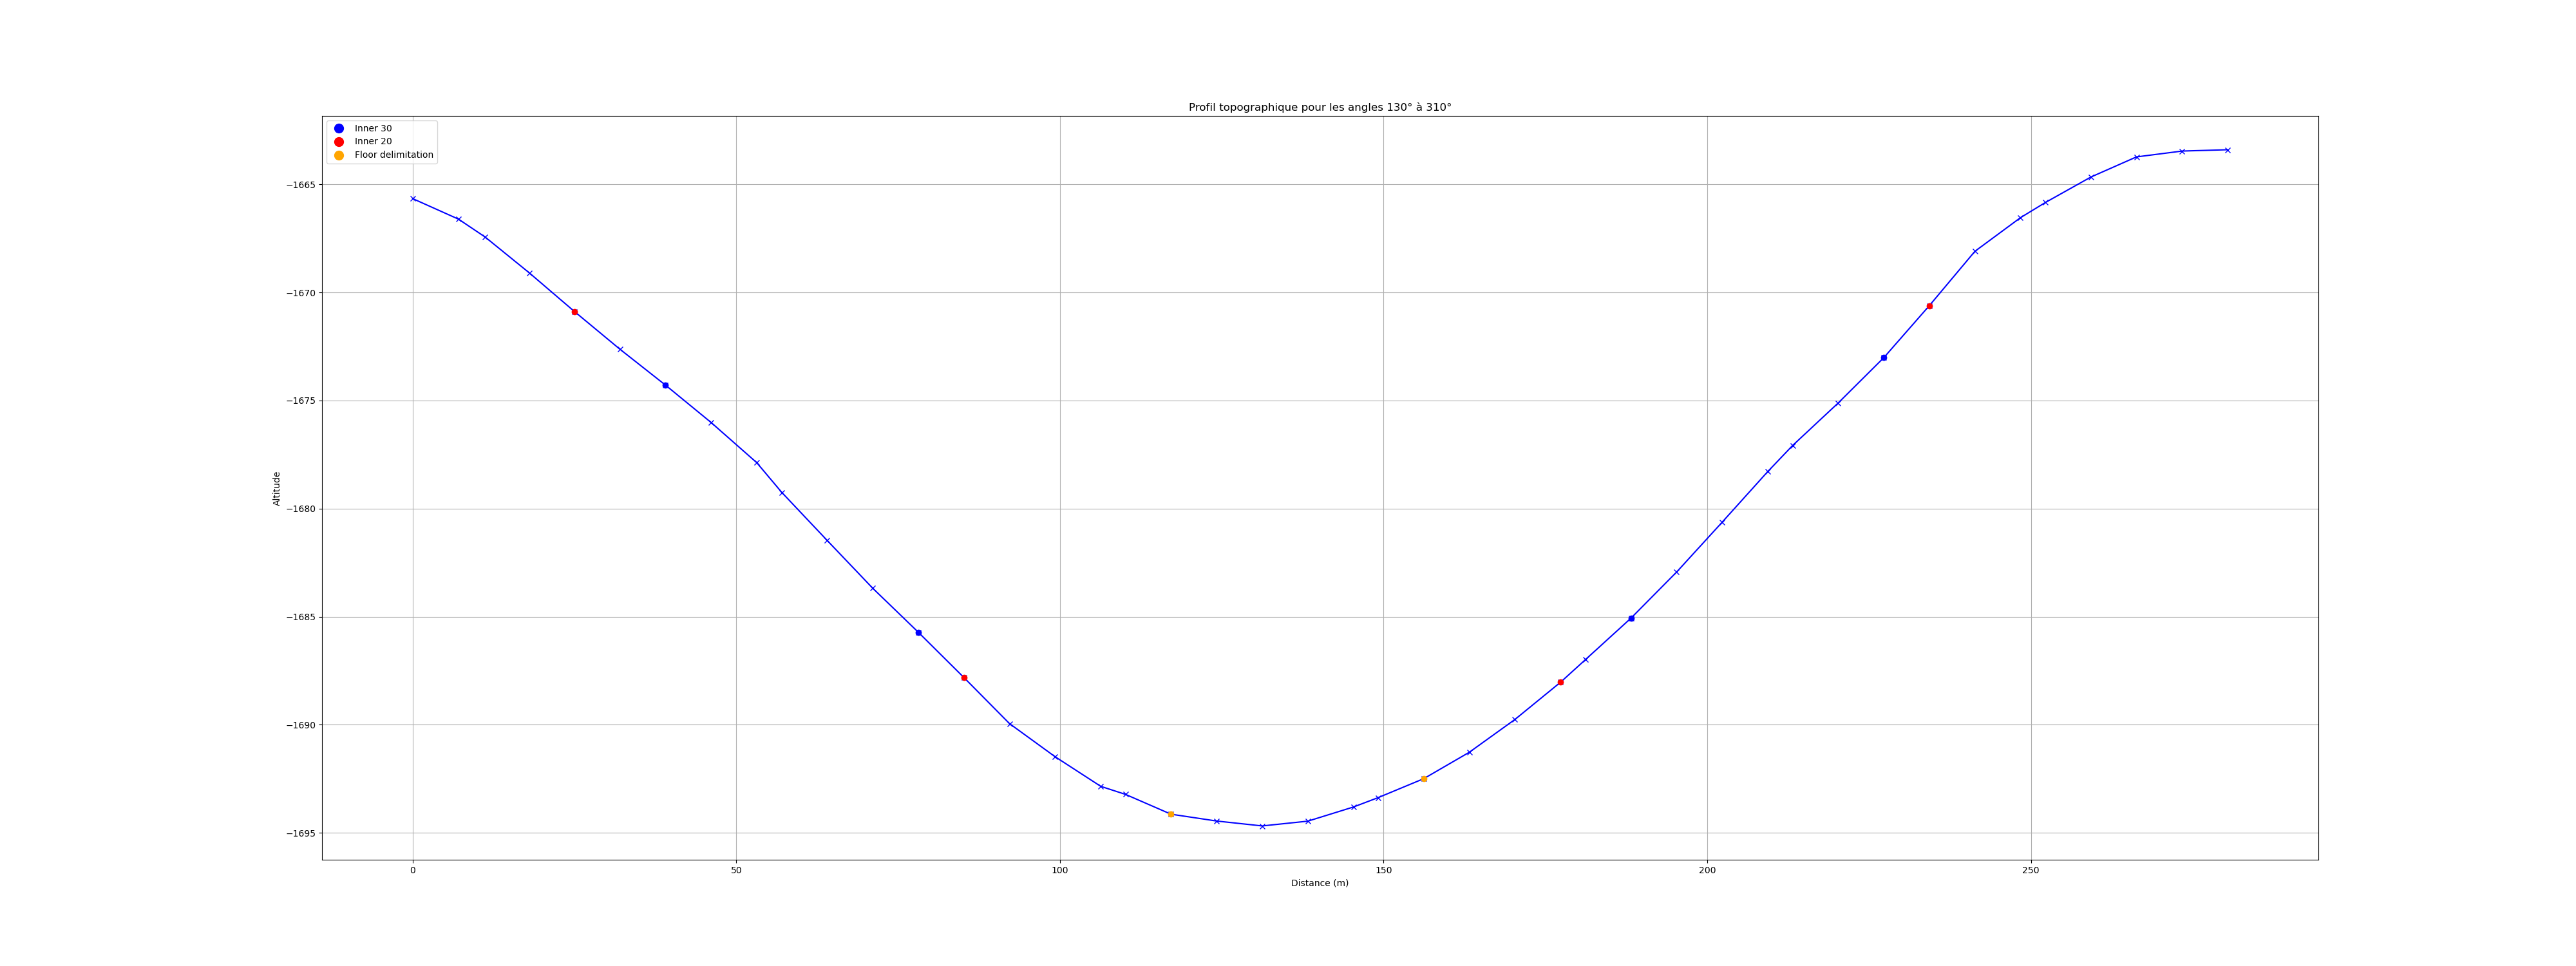 Profil topographique pour les angles 130° à 310°
Inner 30
Inner 20
Floor delimitation
Altitude
−1665
−1670
−1675
−1680
−1685
−1690
−1695
0 50 100 150 200 250
Distance (m)